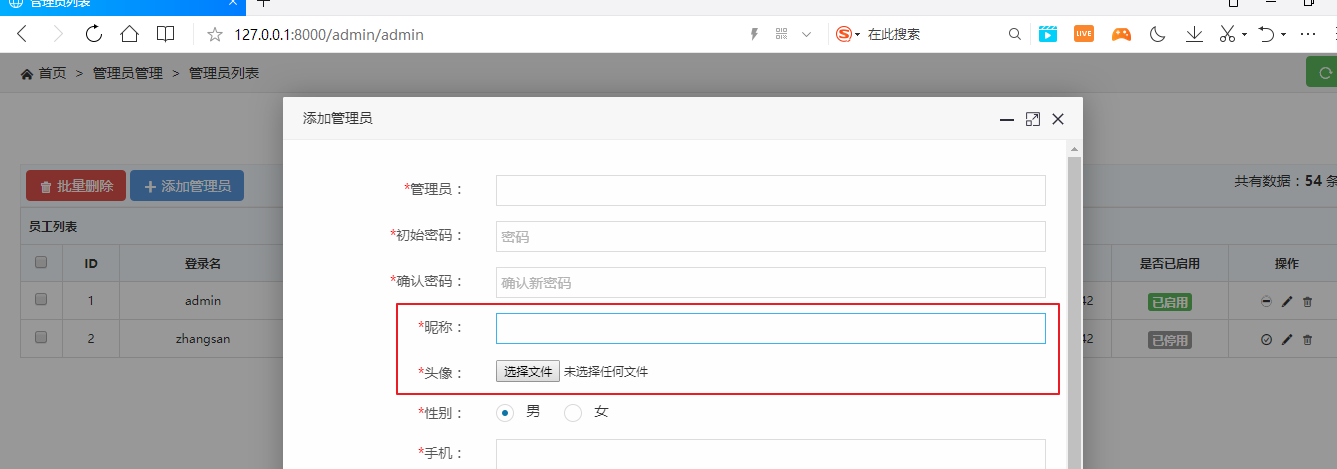 管理员列表
127.0.0.1:8000/admin/admin
在此搜索
LIVE
首页 > 管理员管理 > 管理员列表
添加管理员
批量删除
添加管理员
共有数据：54 条
员工列表
ID
登录名
是否已启用
操作
1
admin
42
已启用
2
zhangsan
42
已停用
*管理员：
*初始密码：
密码
*确认密码：
确认新密码
*昵称：
*头像：
选择文件 未选择任何文件
*性别：
男
女
*手机：